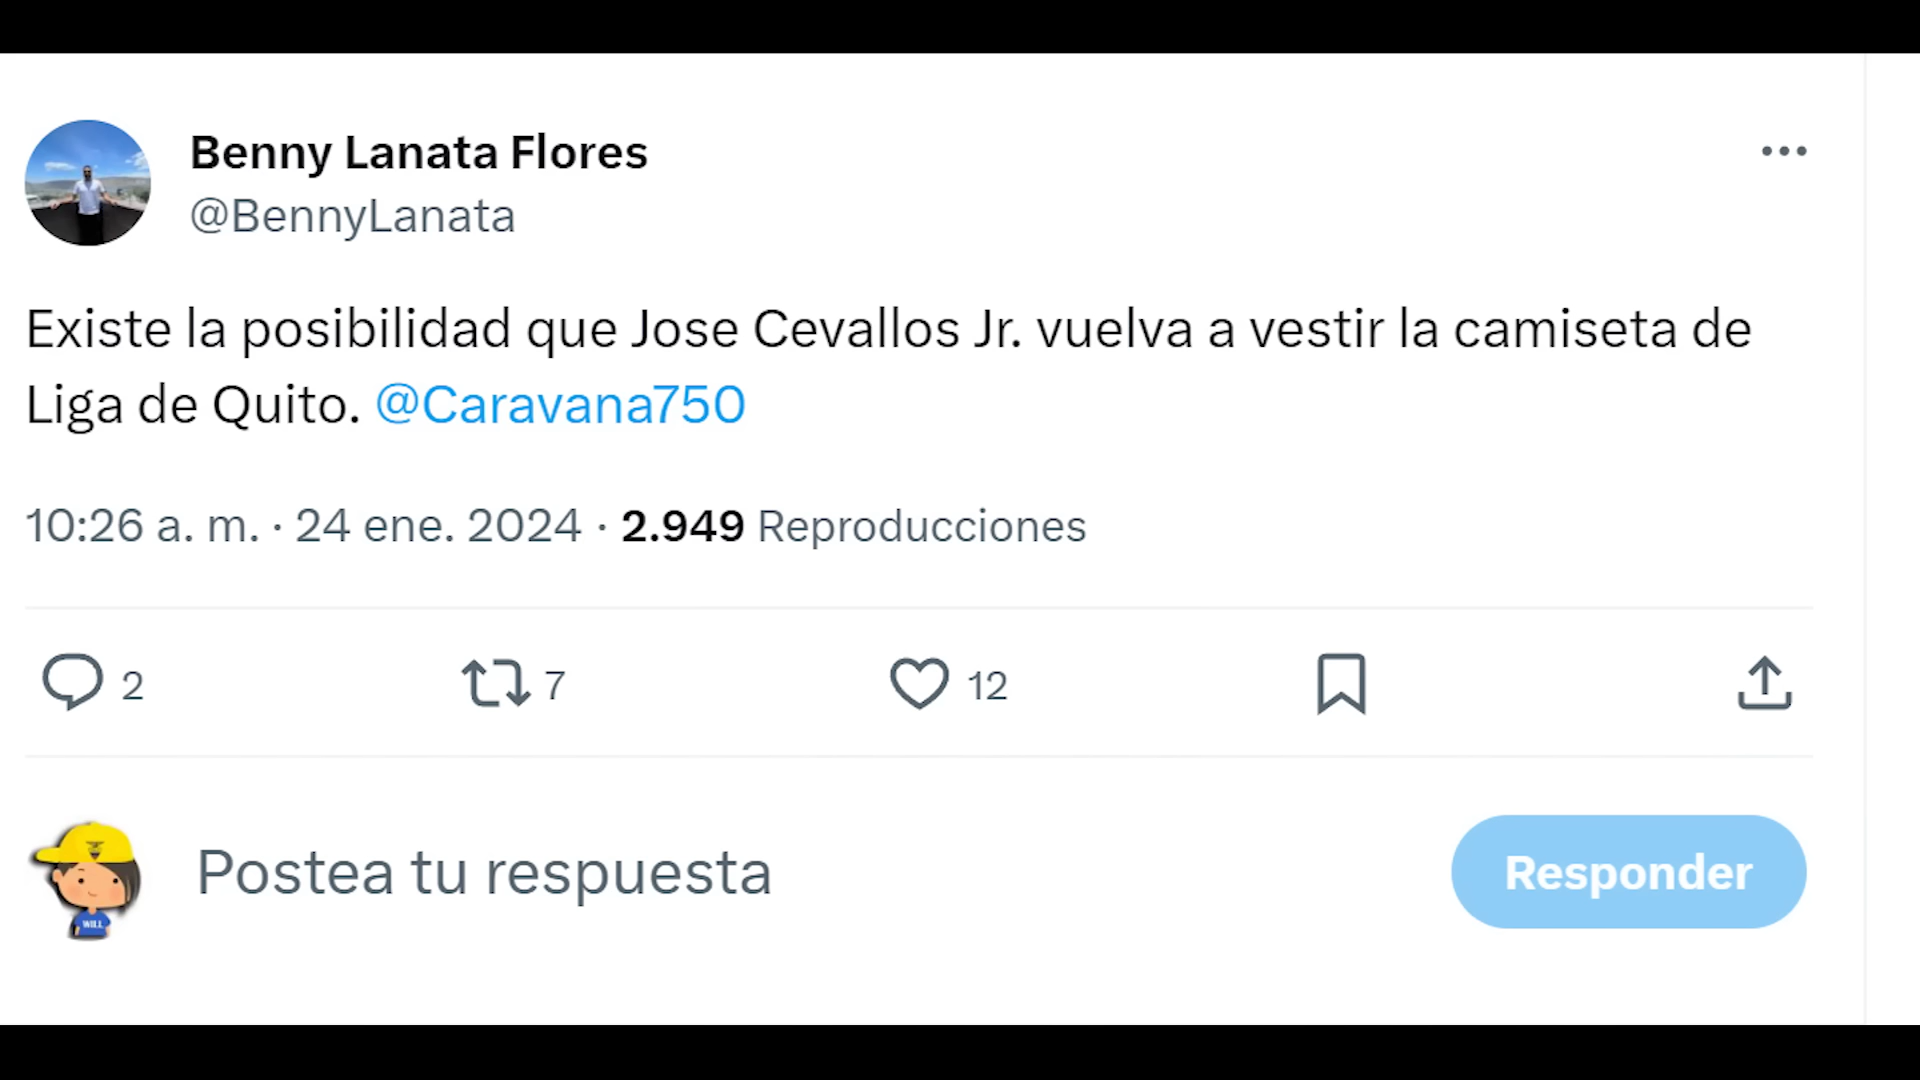 Benny Lanata Flores
@BennyLanata
Existe la posibilidad que Jose Cevallos Jr. vuelva a vestir la camiseta de
Liga de Quito. @Caravana750
10:26 a. m. · 24 ene. 2024 · 2.949 Reproducciones
2 7 12
Postea tu respuesta
Responder
WILL